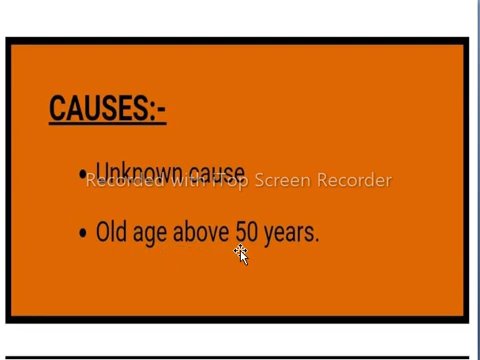 CAUSES:-
• Unknown cause
Recorded with iTop Screen Recorder
• Old age above 50 years.